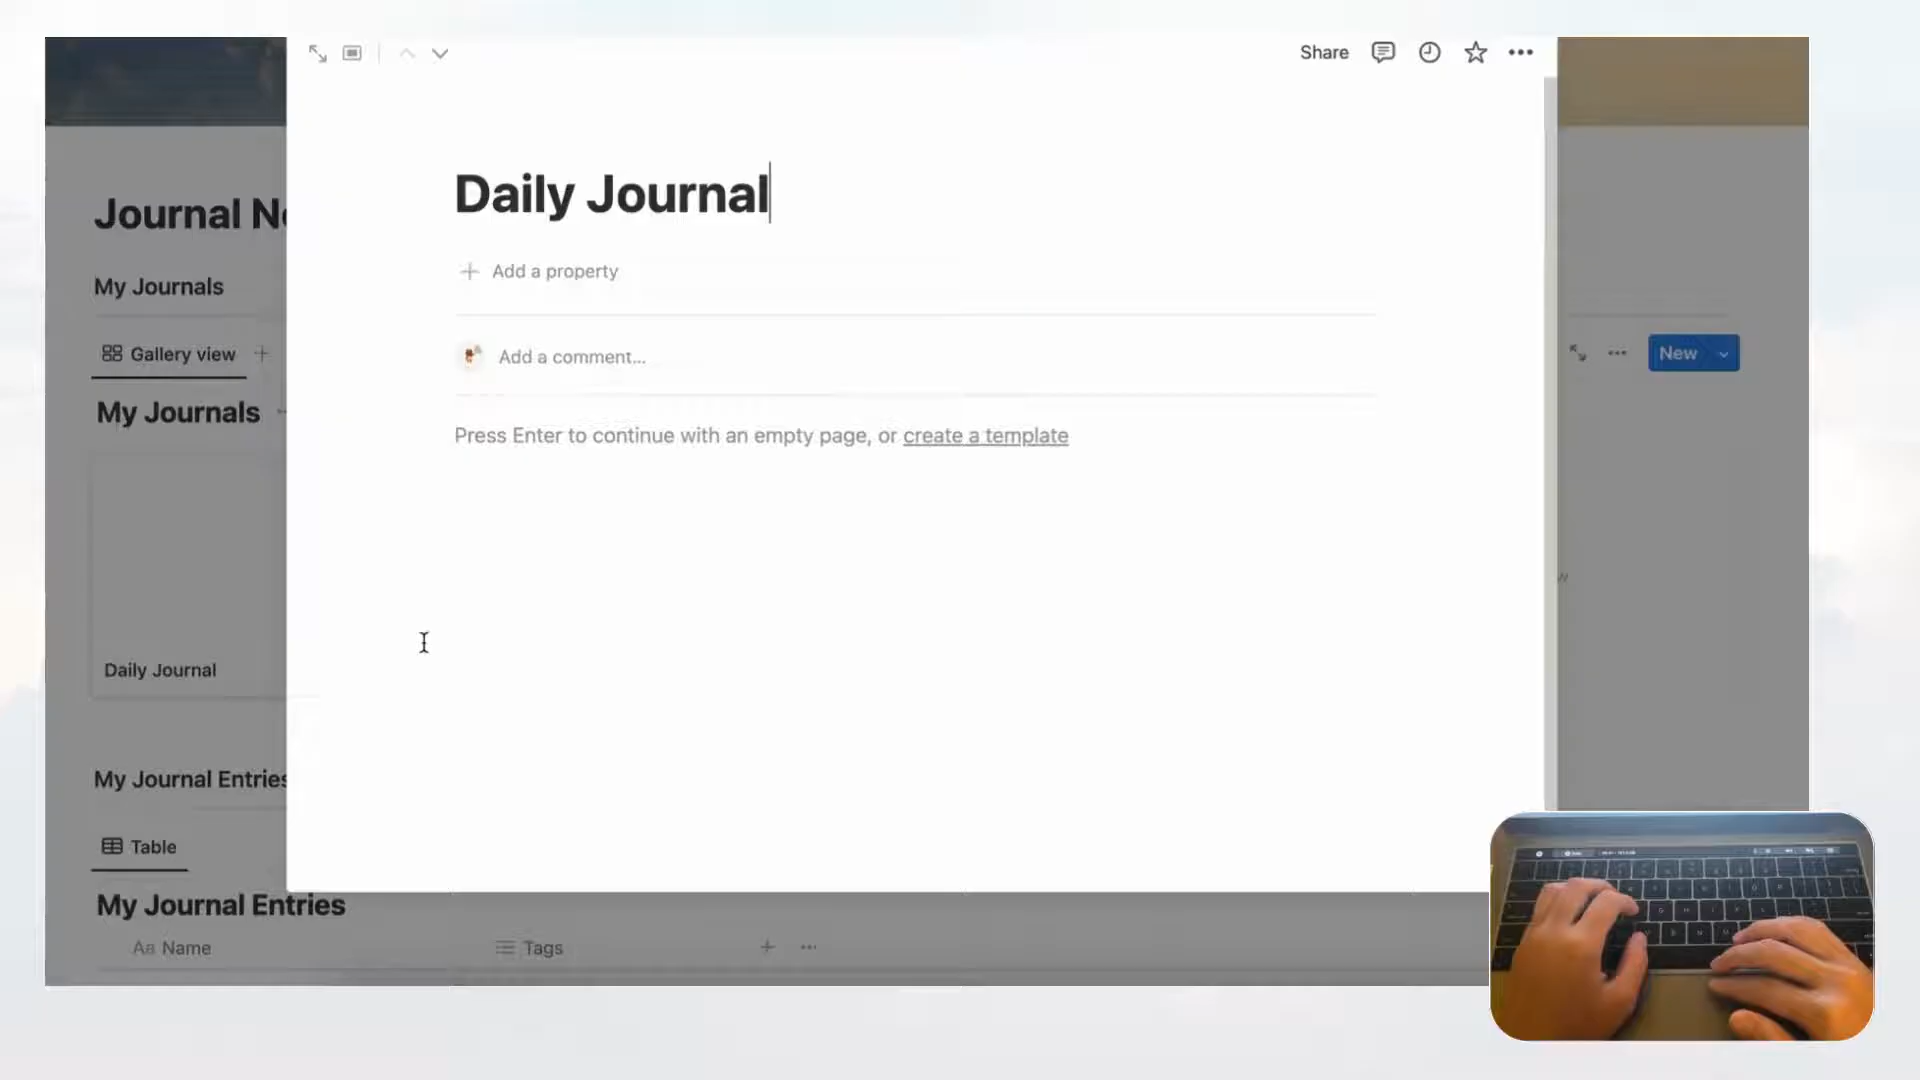 Share
Daily Journal
Add a property
Add a comment...
Press Enter to continue with an empty page, or create a template
Journal
My Journals
Gallery view
New
My Journals
Daily Journal
My Journal Entries
Table
My Journal Entries
Aa Name
Tags